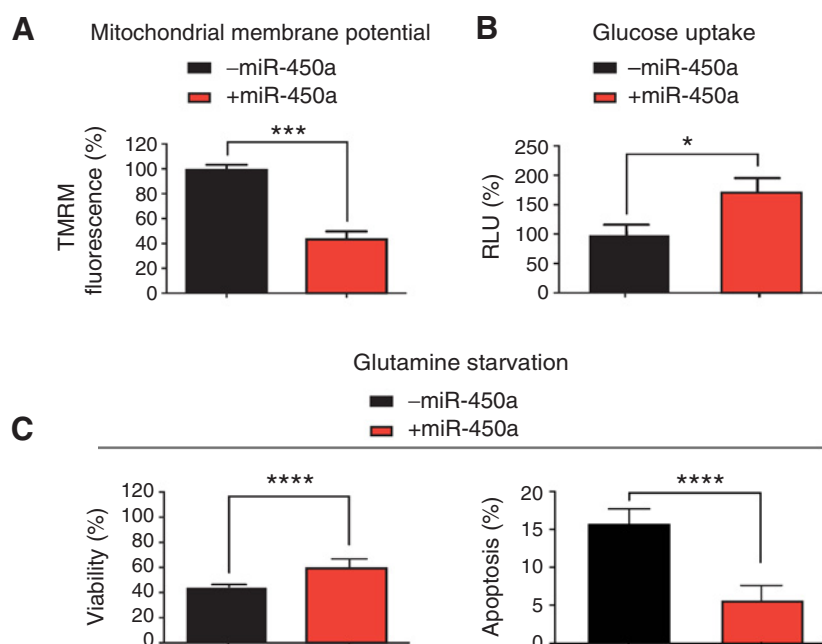 A
Mitochondrial membrane potential
–miR-450a
+miR-450a
TMRM
fluorescence (%)
120
100
80
60
40
20
0
***
B
Glucose uptake
–miR-450a
+miR-450a
RLU (%)
250
200
150
100
50
0
*
Glutamine starvation
–miR-450a
+miR-450a
C
Viability (%)
120
100
80
60
40
20
0
****
Apoptosis (%)
20
15
10
5
0
****